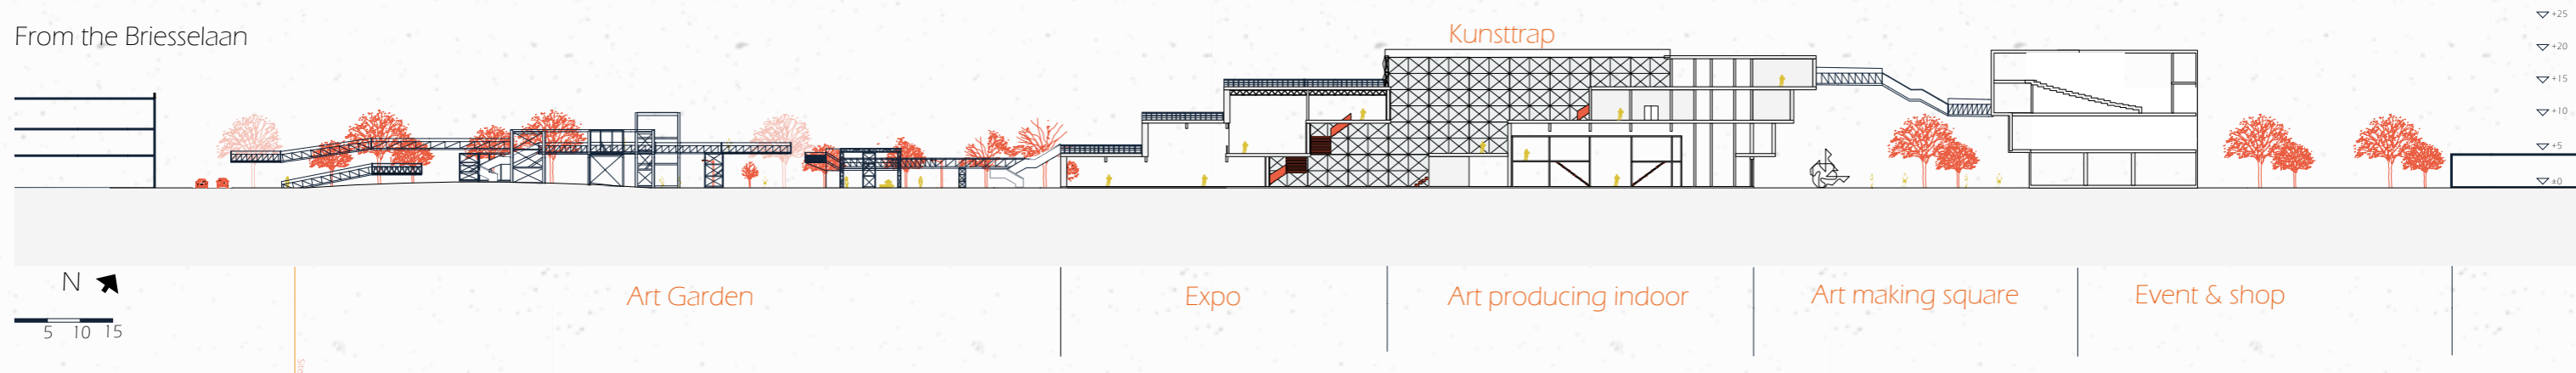 From the Briesselaan
Kunsttrap
+25
+20
+15
+10
+5
±0
N
5 10 15
Art Garden
Expo
Art producing indoor
Art making square
Event & shop